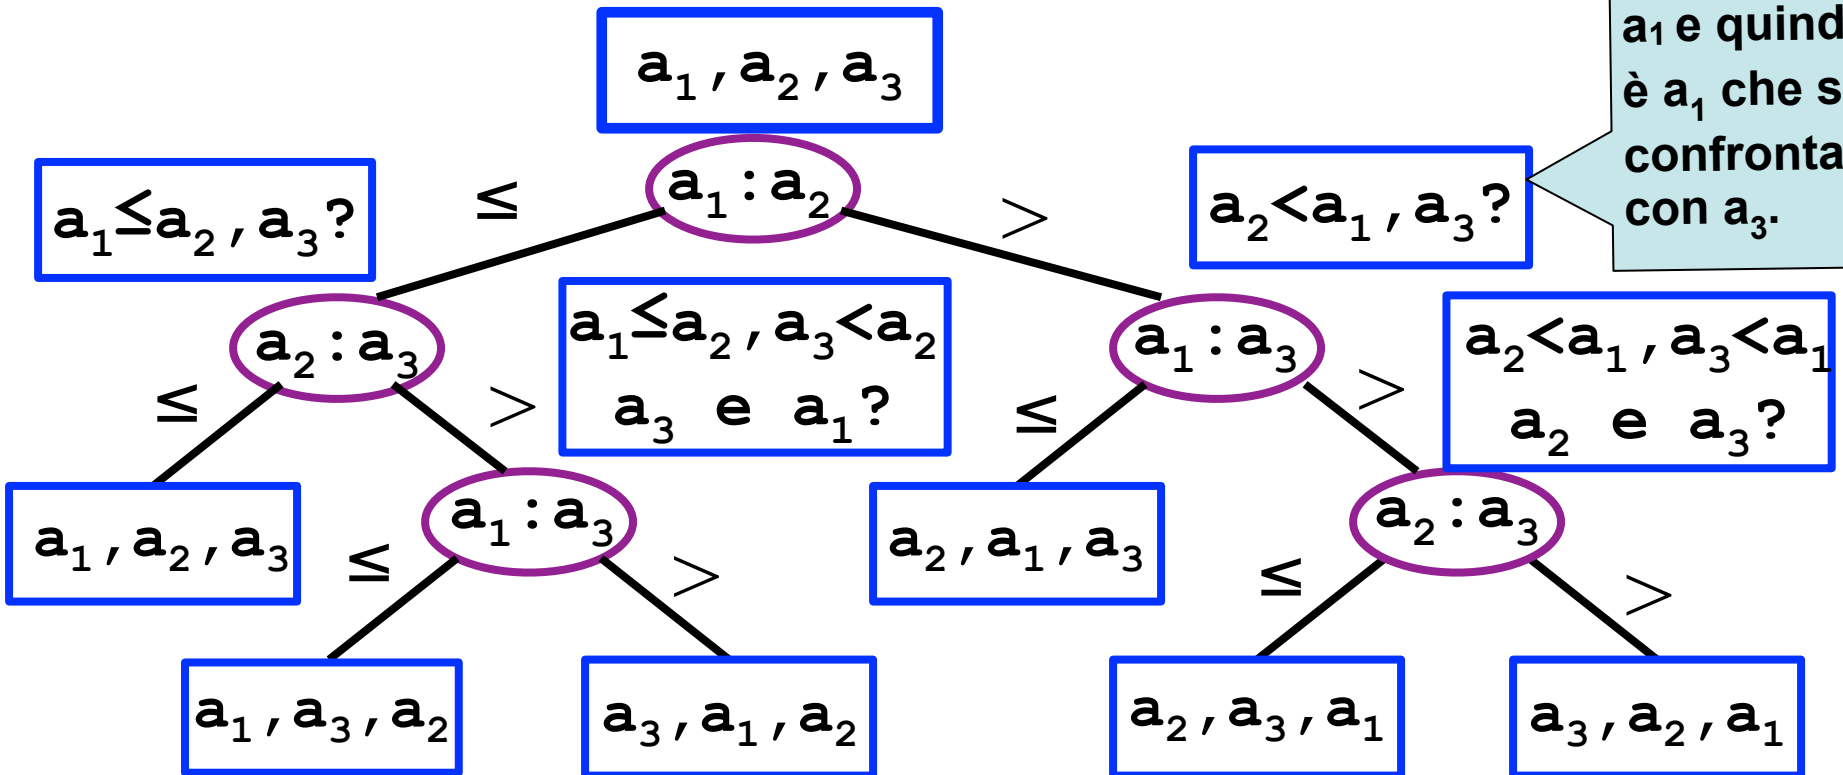 a₁ e quind
è a₁ che s
confronta
con a₃.
a₁,a₂,a₃
a₁:a₂
≤
>
a₁≤a₂,a₃?
a₂<a₁,a₃?
a₂:a₃
a₁≤a₂,a₃<a₂
a₃ e a₁?
a₁:a₃
a₂<a₁,a₃<a₁
a₂ e a₃?
≤
>
≤
>
a₁,a₂,a₃
a₁:a₃
a₂,a₁,a₃
a₂:a₃
≤
>
≤
>
a₁,a₃,a₂
a₃,a₁,a₂
a₂,a₃,a₁
a₃,a₂,a₁